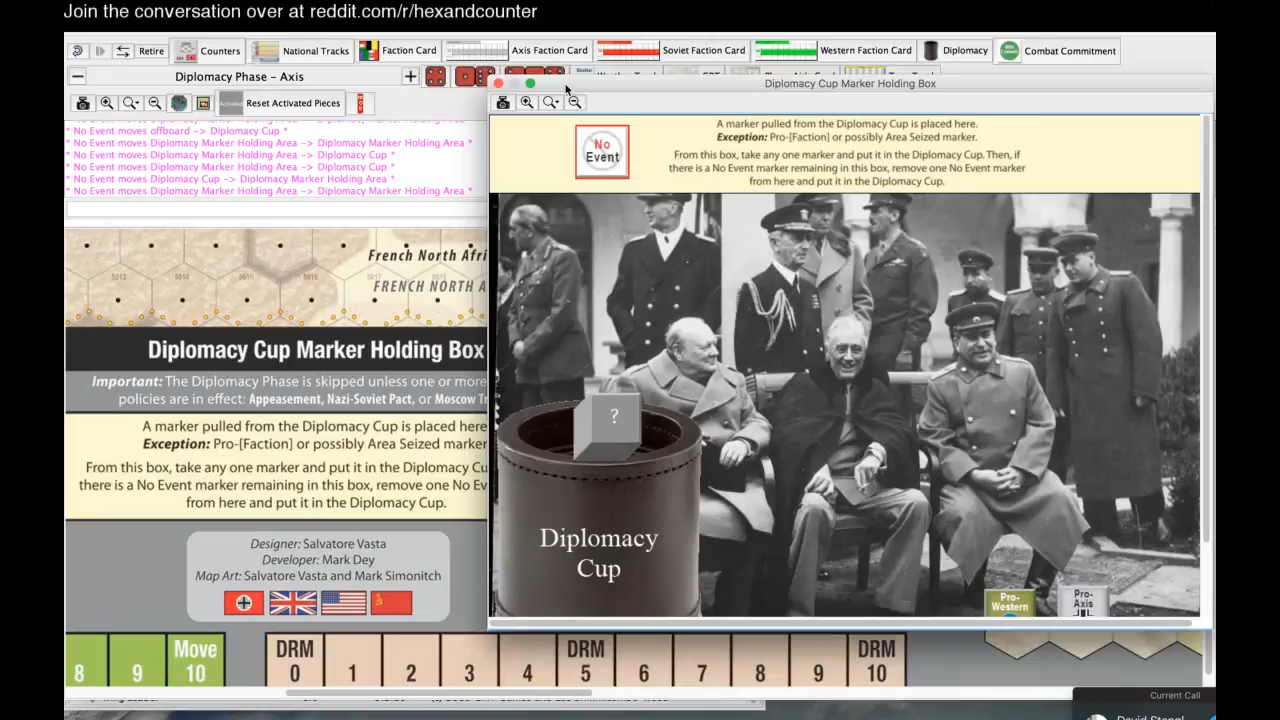 Join the conversation over at reddit.com/r/hexandcounter
Retire
Counters
National Tracks
Faction Card
Axis Faction Card
Soviet Faction Card
Western Faction Card
Diplomacy
Combat Commitment
Diplomacy Phase - Axis
Reset Activated Pieces
* No Event moves offboard -> Diplomacy Cup *
* No Event moves Diplomacy Marker Holding Area -> Diplomacy Marker Holding Area *
* No Event moves Diplomacy Marker Holding Area -> Diplomacy Cup *
* No Event moves Diplomacy Marker Holding Area -> Diplomacy Cup *
* No Event moves Diplomacy Cup -> Diplomacy Marker Holding Area *
* No Event moves Diplomacy Marker Holding Area -> Diplomacy Marker Holding Area *
5013 5014 5015 5016 5017
French North Afri
FRENCH NORTH A
Diplomacy Cup Marker Holding Box
Important: The Diplomacy Phase is skipped unless one or more
policies are in effect: Appeasement, Nazi-Soviet Pact, or Moscow Tr
A marker pulled from the Diplomacy Cup is placed here
Exception: Pro-[Faction] or possibly Area Seized marker
From this box, take any one marker and put it in the Diplomacy Cu
there is a No Event marker remaining in this box, remove one No Ev
from here and put it in the Diplomacy Cup.
Designer: Salvatore Vasta
Developer: Mark Dey
Map Art: Salvatore Vasta and Mark Simonitch
8 9 Move 10
DRM 0 1 2 3 4 DRM 5 6 7 8 9 DRM 10
Diplomacy Cup Marker Holding Box
No Event
A marker pulled from the Diplomacy Cup is placed here.
Exception: Pro-[Faction] or possibly Area Seized marker.
From this box, take any one marker and put it in the Diplomacy Cup. Then, if
there is a No Event marker remaining in this box, remove one No Event marker
from here and put it in the Diplomacy Cup.
?
Diplomacy
Cup
Pro-
Western
Pro-
Axis
Current Call